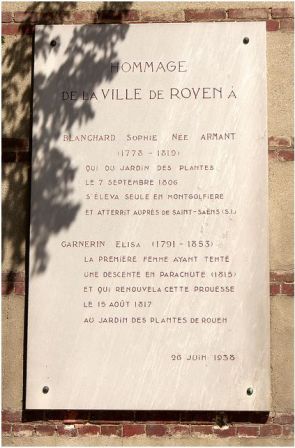 HOMMAGE
DE LA VILLE DE ROUEN À
BLANCHARD SOPHIE NÉE ARMANT
(1778 - 1819)
QUI DU JARDIN DES PLANTES
LE 7 SEPTEMBRE 1806
S'ÉLEVA SEULE EN MONTGOLFIÈRE
ET ATTERRIT AUPRÈS DE SAINT-SAËNS (S.I.)
GARNERIN ELISA (1791 - 1853)
LA PREMIÈRE FEMME AYANT TENTÉ
UNE DESCENTE EN PARACHUTE (1815)
ET QUI RENOUVELA CETTE PROUESSE
LE 15 AOÛT 1817
AU JARDIN DES PLANTES DE ROUEN
26 JUIN 1938